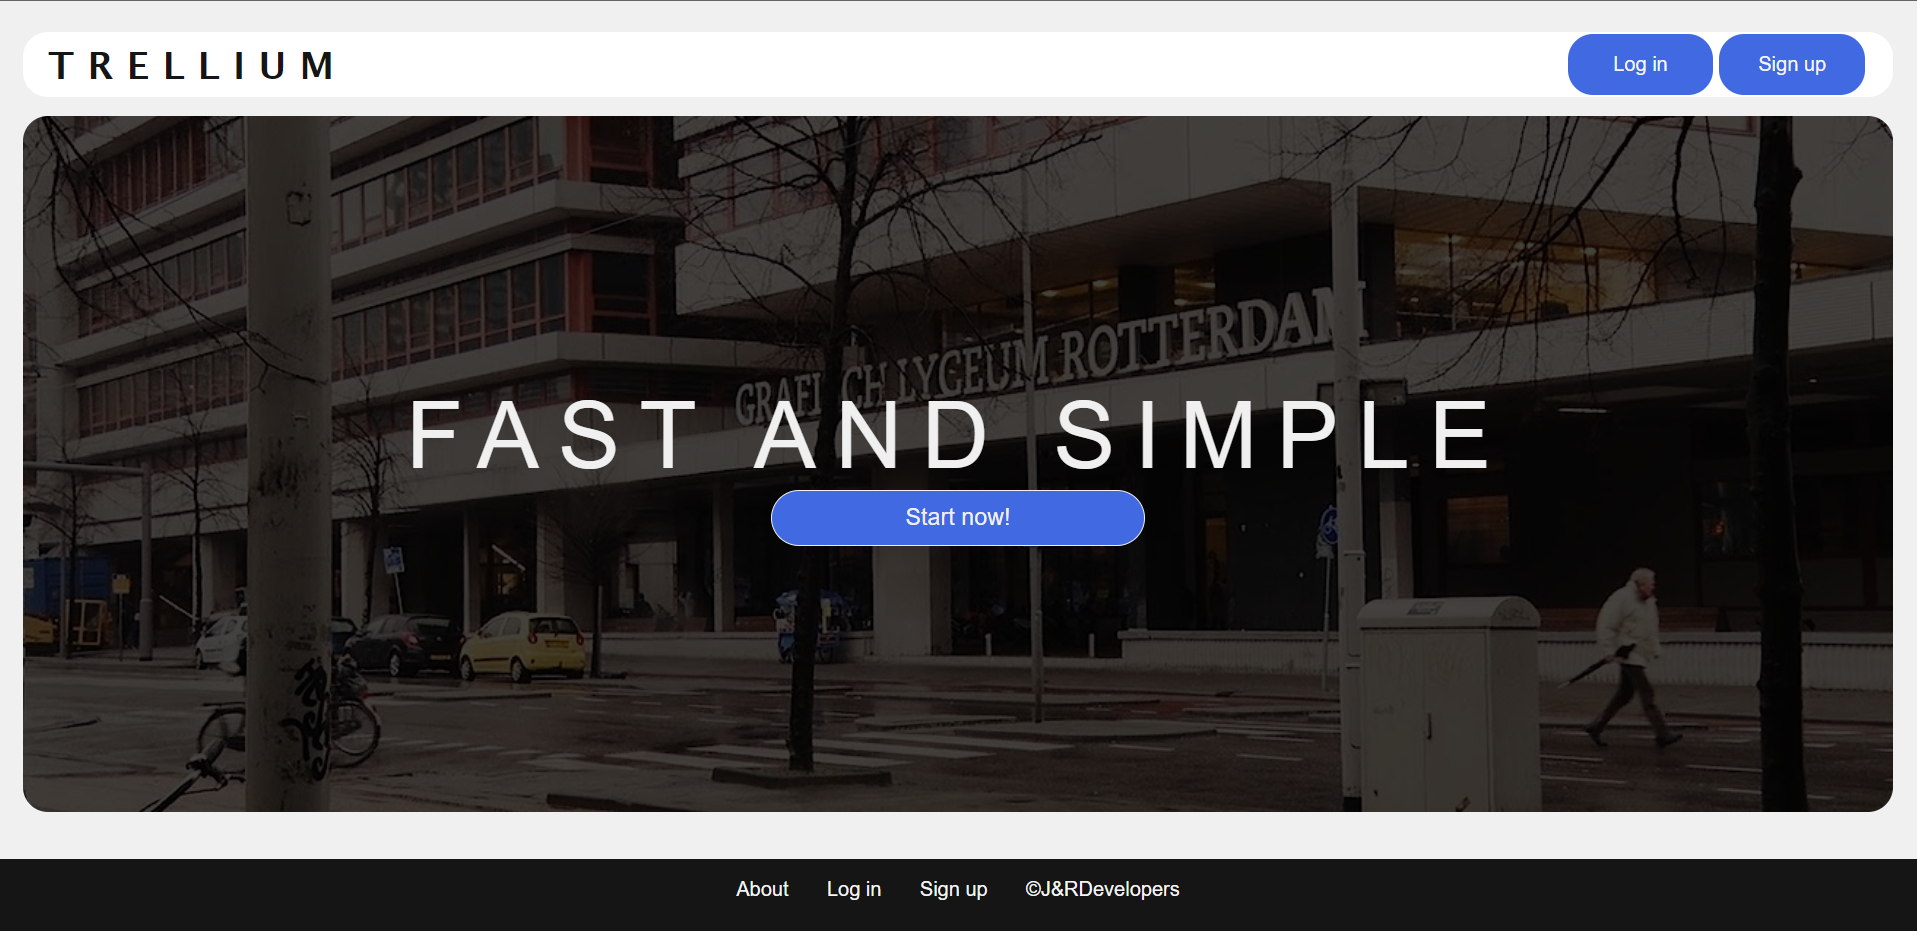 TRELLIUM
Log in
Sign up
GRAFISCH LYCEUM ROTTERDAM
FAST AND SIMPLE
Start now!
About
Log in
Sign up
©J&RDevelopers